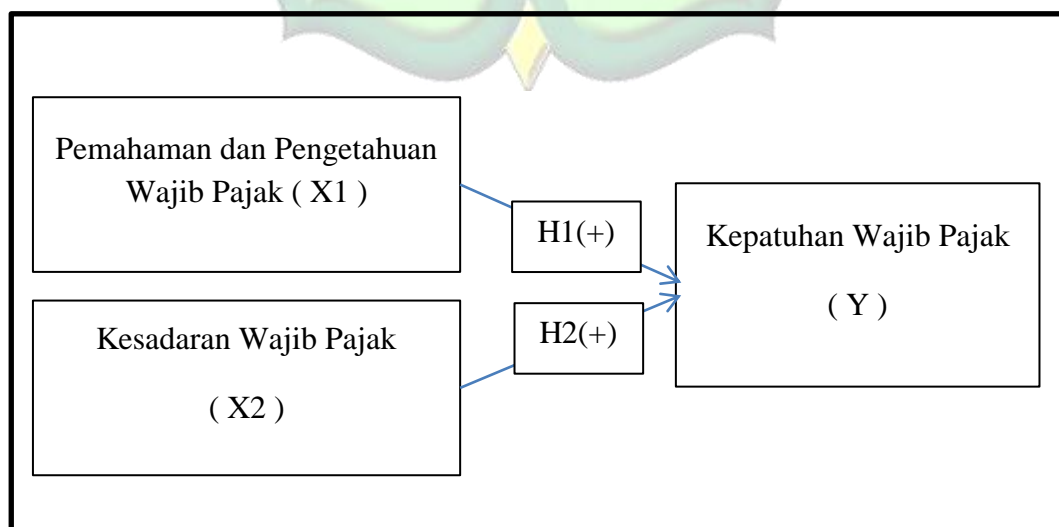 Pemahaman dan Pengetahuan
Wajib Pajak ( X1 )
H1(+)
Kepatuhan Wajib Pajak
( Y )
Kesadaran Wajib Pajak
( X2 )
H2(+)